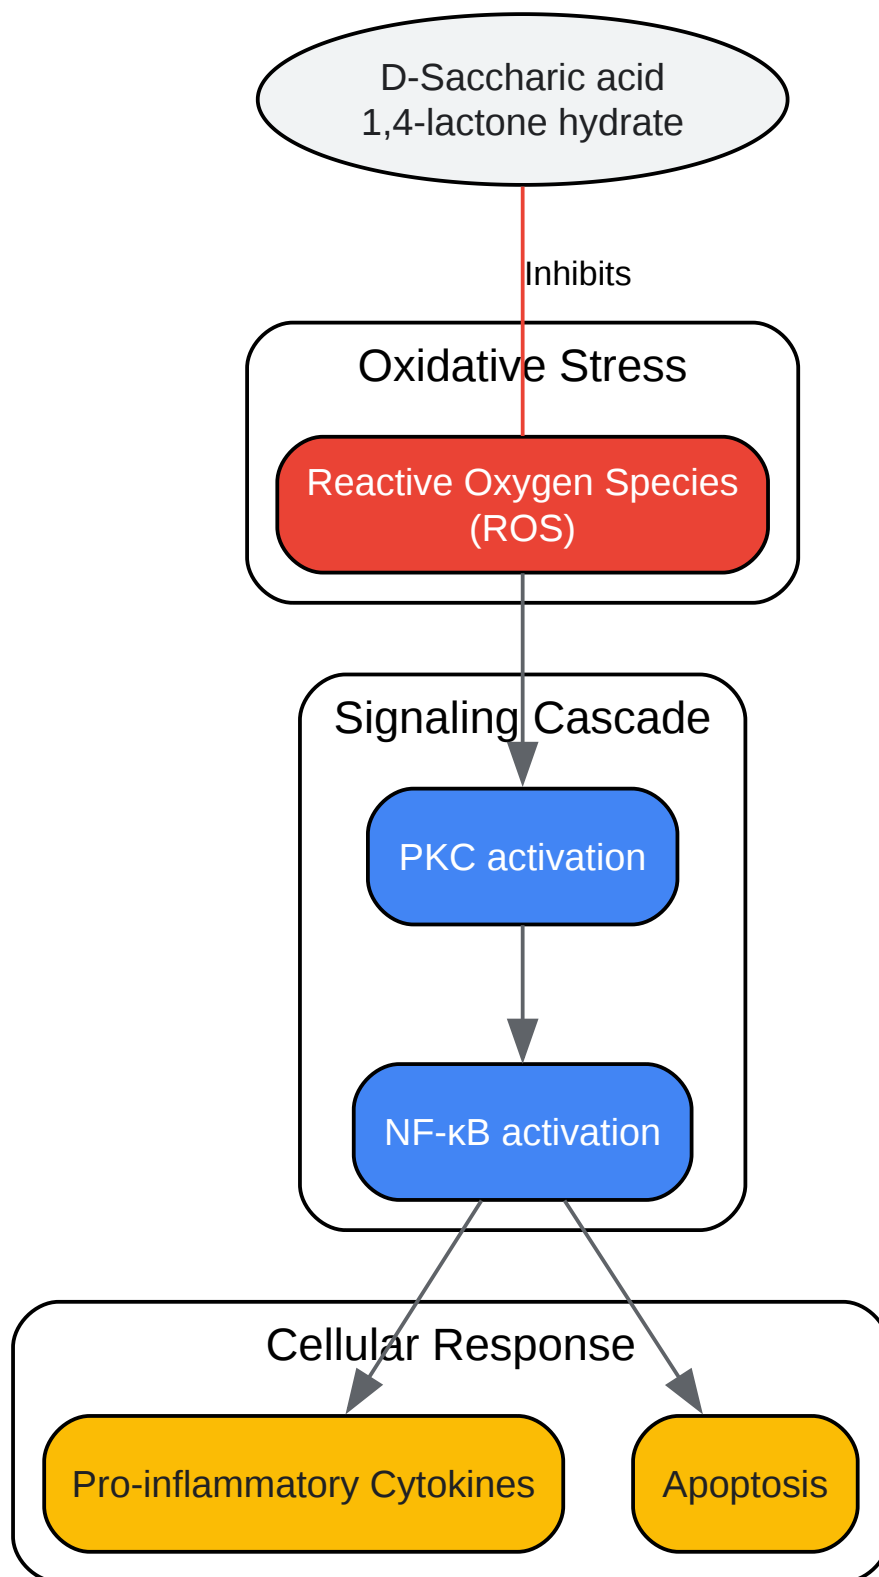 D-Saccharic acid
1,4-lactone hydrate
Inhibits
Oxidative Stress
Reactive Oxygen Species
(ROS)
Signaling Cascade
PKC activation
NF-κB activation
Cellular Response
Pro-inflammatory Cytokines
Apoptosis